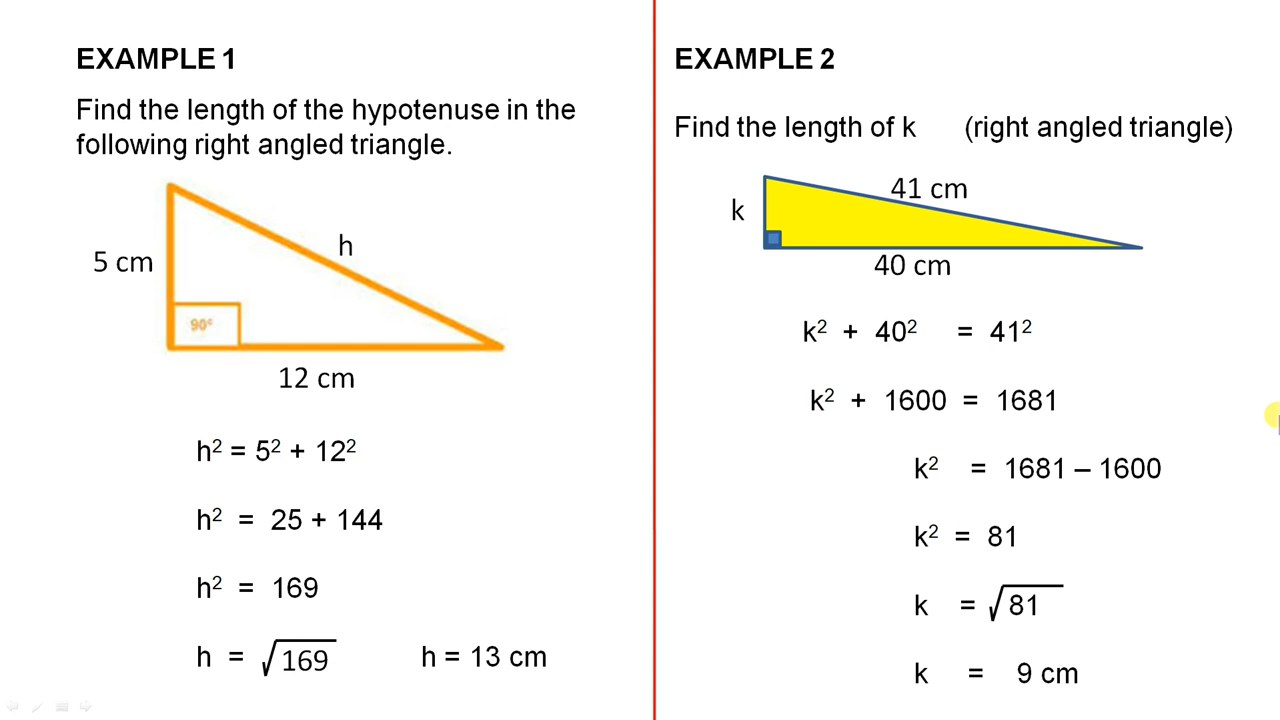 EXAMPLE 1
Find the length of the hypotenuse in the
following right angled triangle.
5 cm
h
90°
12 cm
h² = 5² + 12²
h² = 25 + 144
h² = 169
h = √169 h = 13 cm
EXAMPLE 2
Find the length of k (right angled triangle)
41 cm
k
40 cm
k² + 40² = 41²
k² + 1600 = 1681
k² = 1681 – 1600
k² = 81
k = √81
k = 9 cm